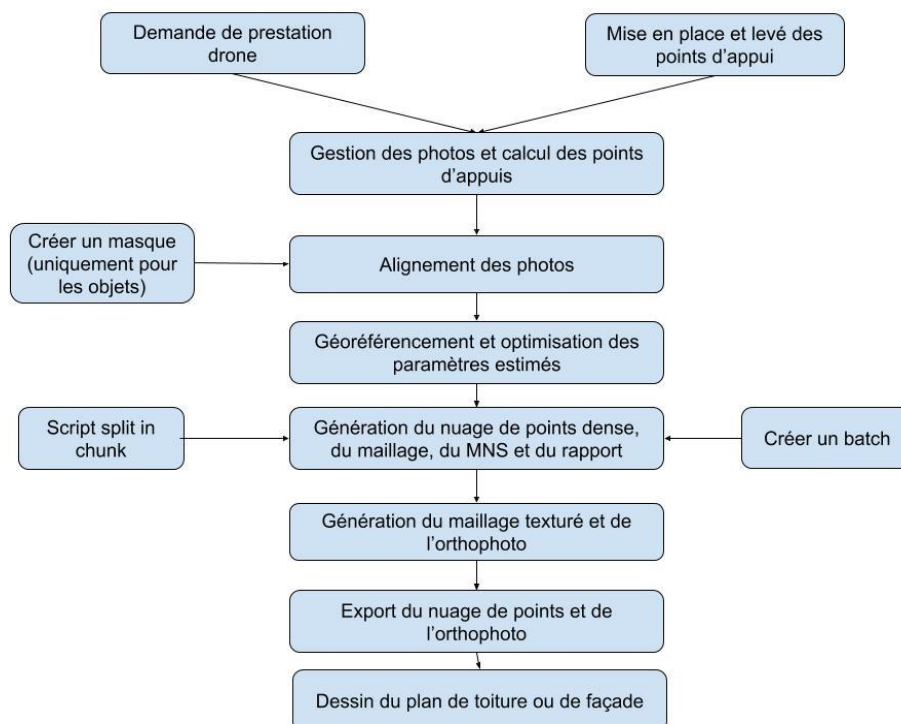 Demande de prestation
drone
Mise en place et levé des
points d'appui
Gestion des photos et calcul des points
d'appuis
Créer un masque
(uniquement pour
les objets)
Alignement des photos
Géoréférencement et optimisation des
paramètres estimés
Script split in
chunk
Génération du nuage de points dense,
du maillage, du MNS et du rapport
Créer un batch
Génération du maillage texturé et de
l'orthophoto
Export du nuage de points et de
l'orthophoto
Dessin du plan de toiture ou de façade